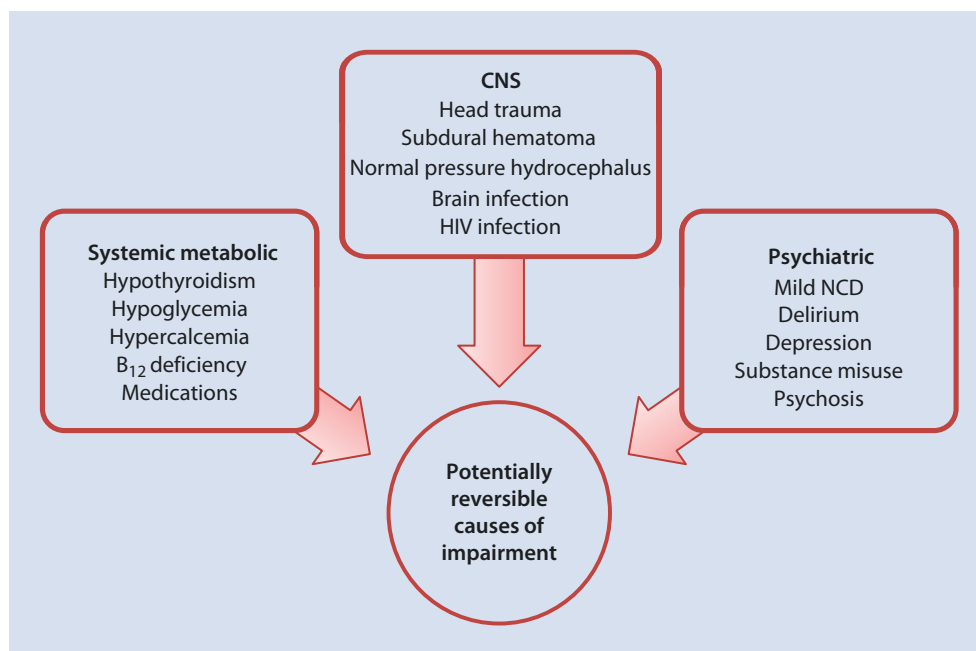 CNS
Head trauma
Subdural hematoma
Normal pressure hydrocephalus
Brain infection
HIV infection
Systemic metabolic
Hypothyroidism
Hypoglycemia
Hypercalcemia
B₁₂ deficiency
Medications
Psychiatric
Mild NCD
Delirium
Depression
Substance misuse
Psychosis
Potentially
reversible
causes of
impairment